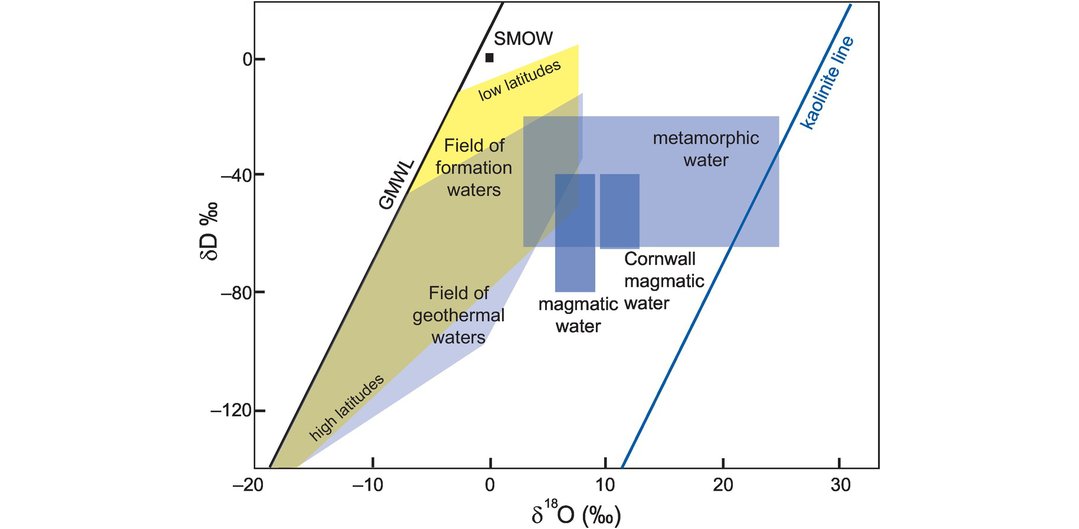 SMOW
0
low latitudes
kaolinite line
Field of
formation
waters
metamorphic
water
–40
GMWL
δD ‰
Cornwall
magmatic
water
magmatic
water
–80
Field of
geothermal
waters
high latitudes
–120
–20
–10
0
10
20
30
δ18O (‰)